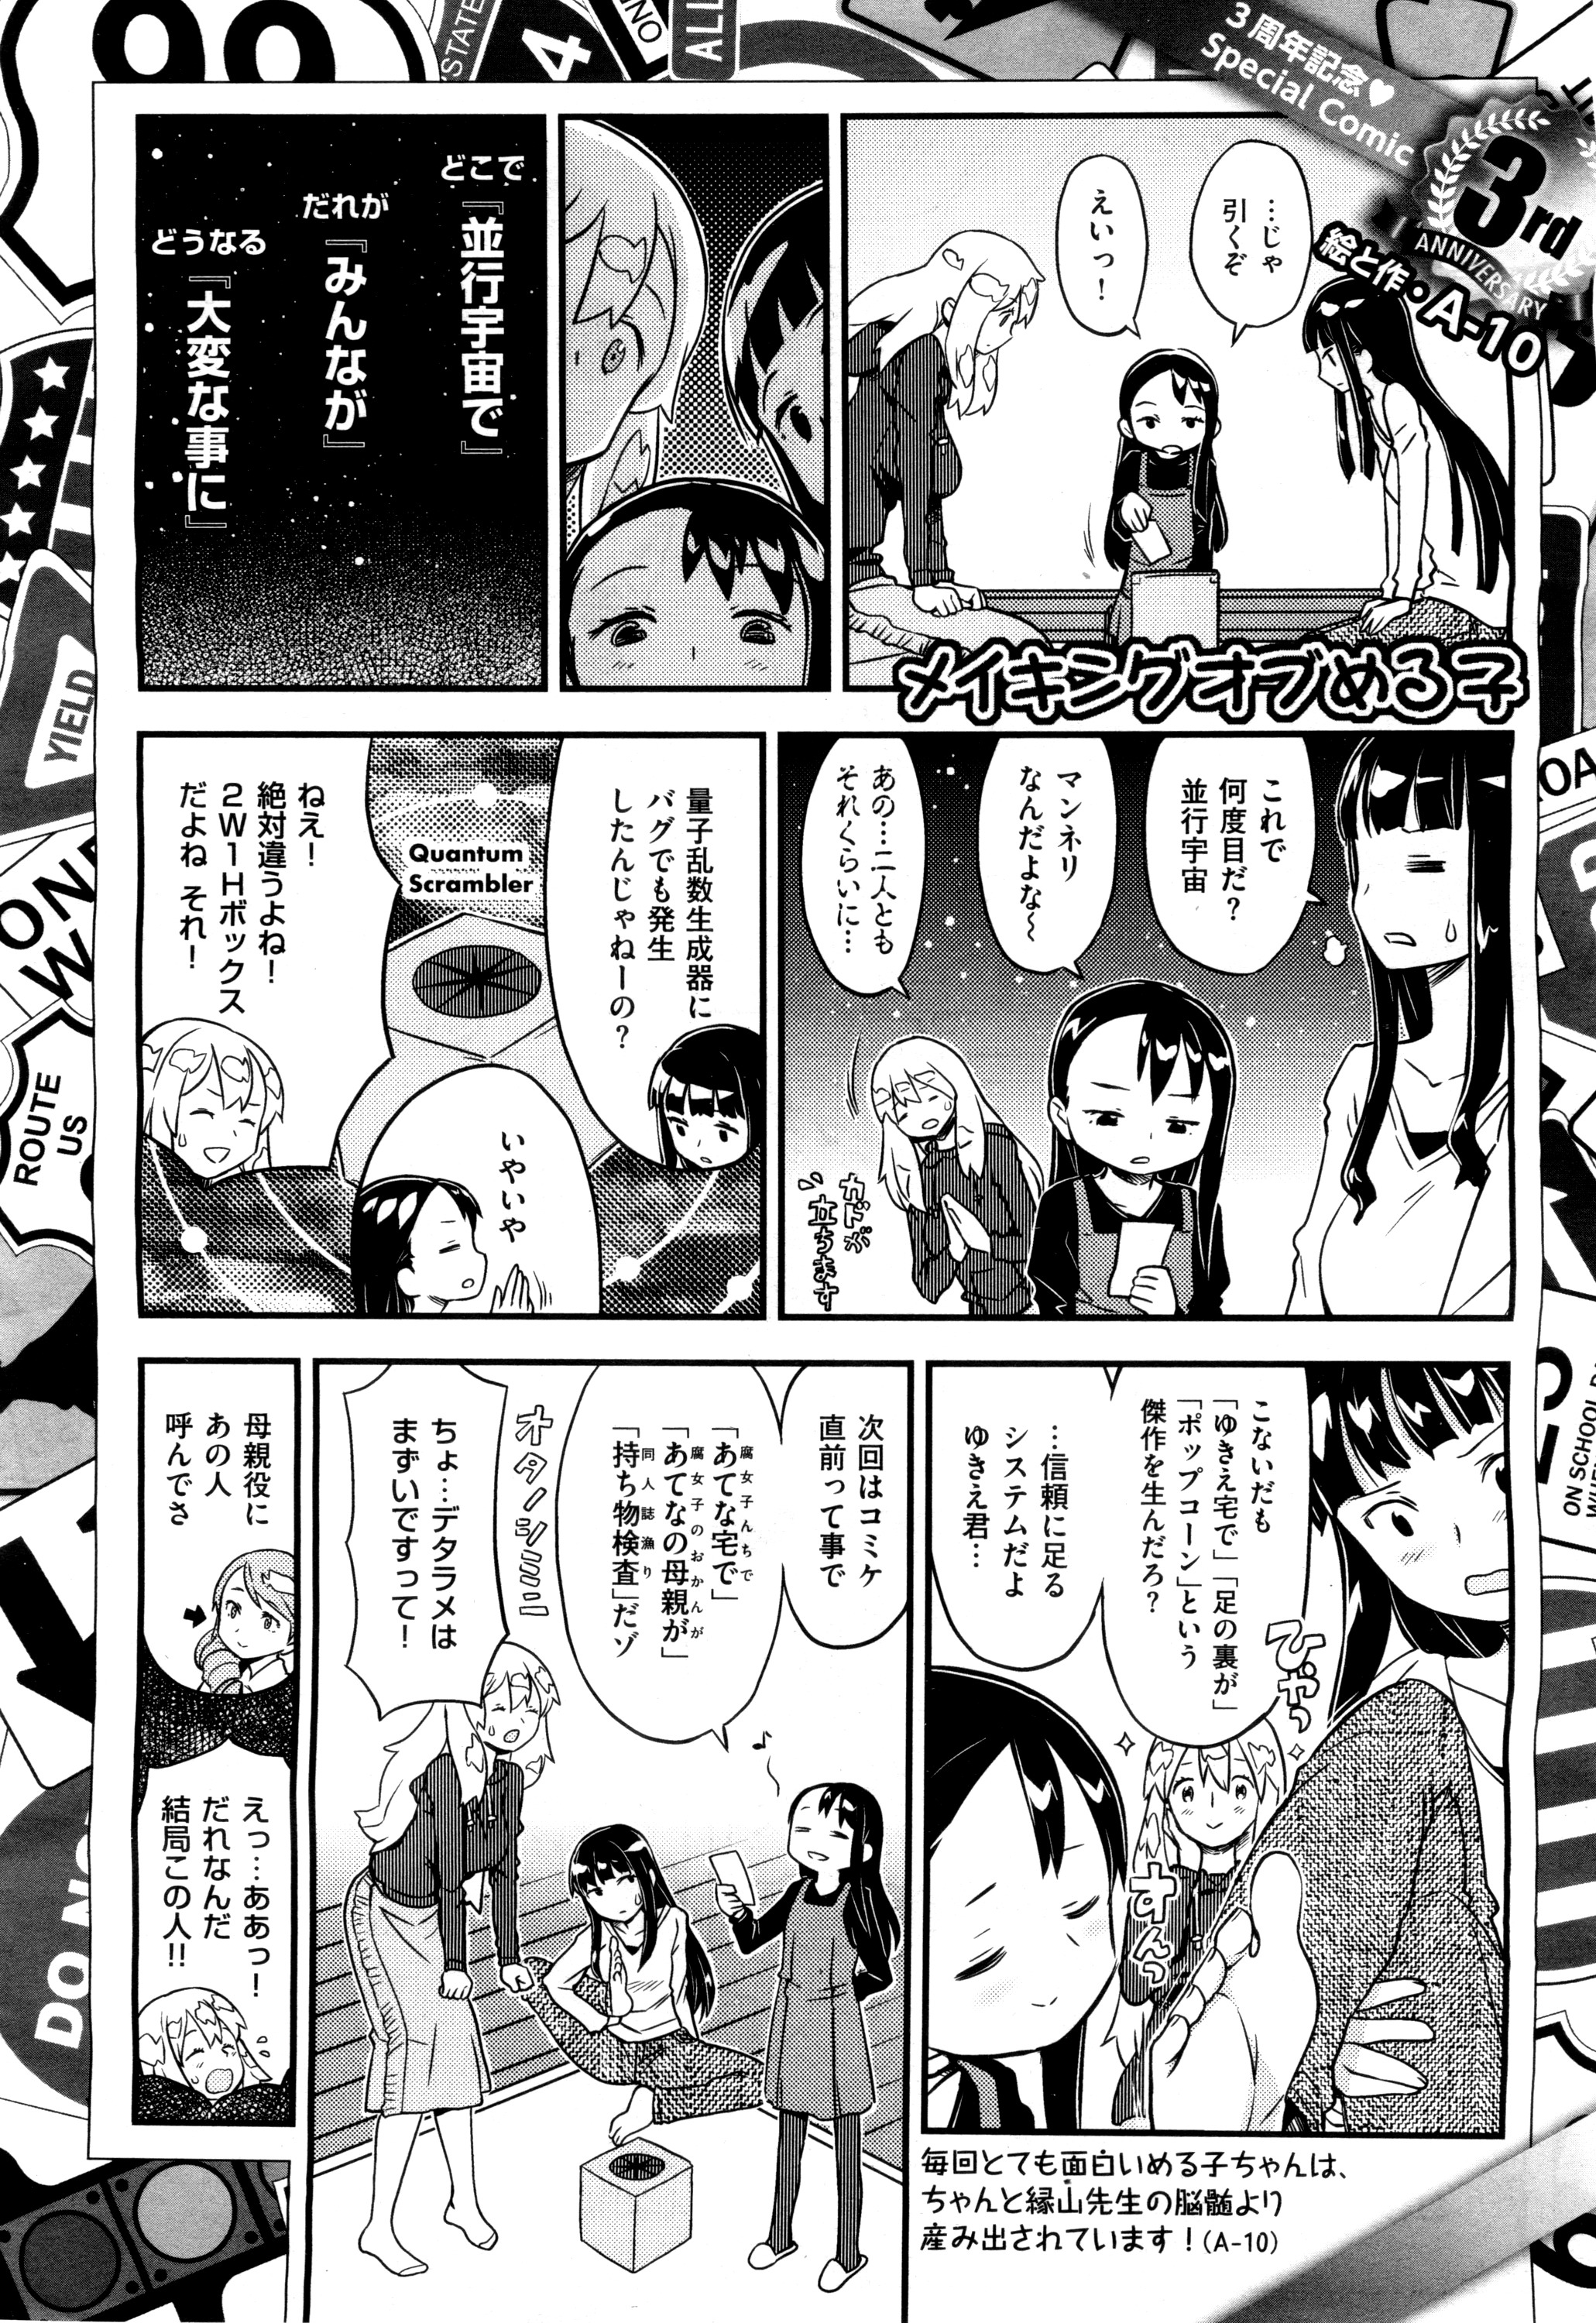 3周年記念♥
Special Comic
3rd
ANNIVERSARY
絵と作・A-10
…じゃ
引くぞ
えいっ！
メイキングオブめる子
どこで
『並行宇宙で』
だれが
『みんなが』
どうなる
『大変な事に』
これで
何度目だ？
並行宇宙
マンネリ
なんだよな〜
あの…二人とも
それくらいに…
カドが
立ちます
量子乱数生成器に
バグでも発生
したんじゃねーの？
Quantum
Scrambler
いやいや
ねえ！
絶対違うよね！
2W1Hボックス
だよね それ！
こないだも
「ゆきえ宅で」「足の裏が」
「ポップコーン」という
傑作を生んだろ？
…信頼に足る
システムだよ
ゆきえ君…
ひゃっ
すんっ
次回はコミケ
直前って事で
腐女子んちで
「あてな宅で」
腐女子のおかんが
「あてなの母親が」
同人誌漁り
「持ち物検査」だゾ
オタノシミニ
ちょ…デタラメは
まずいですって！
母親役に
あの人
呼んでさ
えっ…ああっ！
だれなんだ
結局この人!!
毎回とても面白いめる子ちゃんは、
ちゃんと縁山先生の脳髄より
産み出されています！(A-10)
STATE
4
ALL
YIELD
ROUTE
US
ON SCHOOL